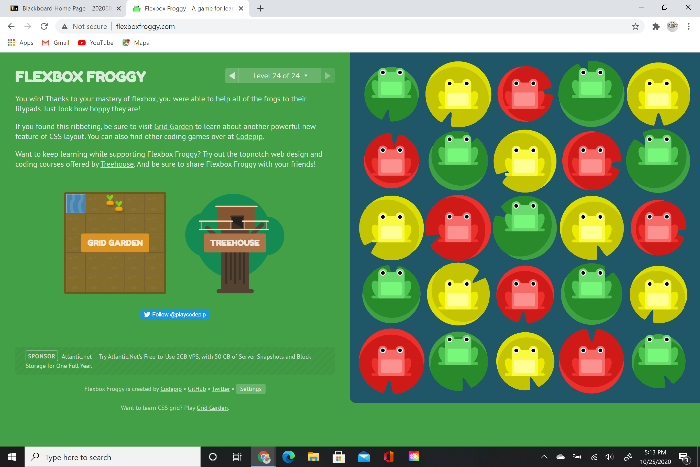 Blackboard Home Page - 2020
Flexbox Froggy - A game for lear
Not secure | flexboxfroggy.com
Apps Gmail YouTube Maps
FLEXBOX FROGGY
Level 24 of 24
You win! Thanks to your mastery of flexbox, you were able to help all of the frogs to their
lilypads. Just look how hoppy they are!
If you found this ribbeting, be sure to visit Grid Garden to learn about another powerful new
feature of CSS layout. You can also find other coding games over at Codepip.
Want to keep learning while supporting Flexbox Froggy? Try out the topnotch web design and
coding courses offered by Treehouse. And be sure to share Flexbox Froggy with your friends!
GRID GARDEN
TREEHOUSE
Follow @playcodepip
SPONSOR Atlantic.net — Try Atlantic.Net's Free to Use 2GB VPS, with 50 GB of Server Snapshots and Block
Storage for One Full Year.
Flexbox Froggy is created by Codepip • GitHub • Twitter • Settings
Want to learn CSS grid? Play Grid Garden.
Type here to search
5:13 PM
10/25/2020
3